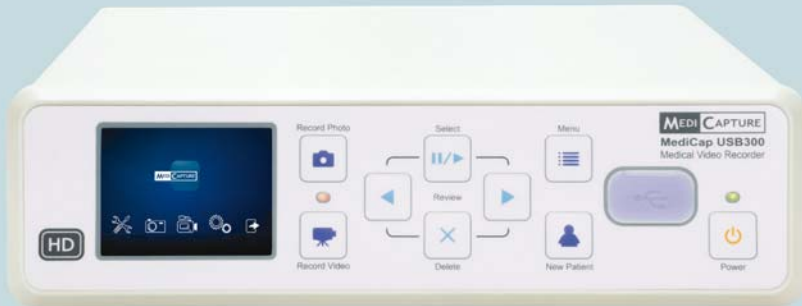 Record Photo
Select
Menu
MEDI CAPTURE
MediCap USB300
Medical Video Recorder
MEDI CAPTURE
Review
HD
Record Video
Delete
New Patient
Power